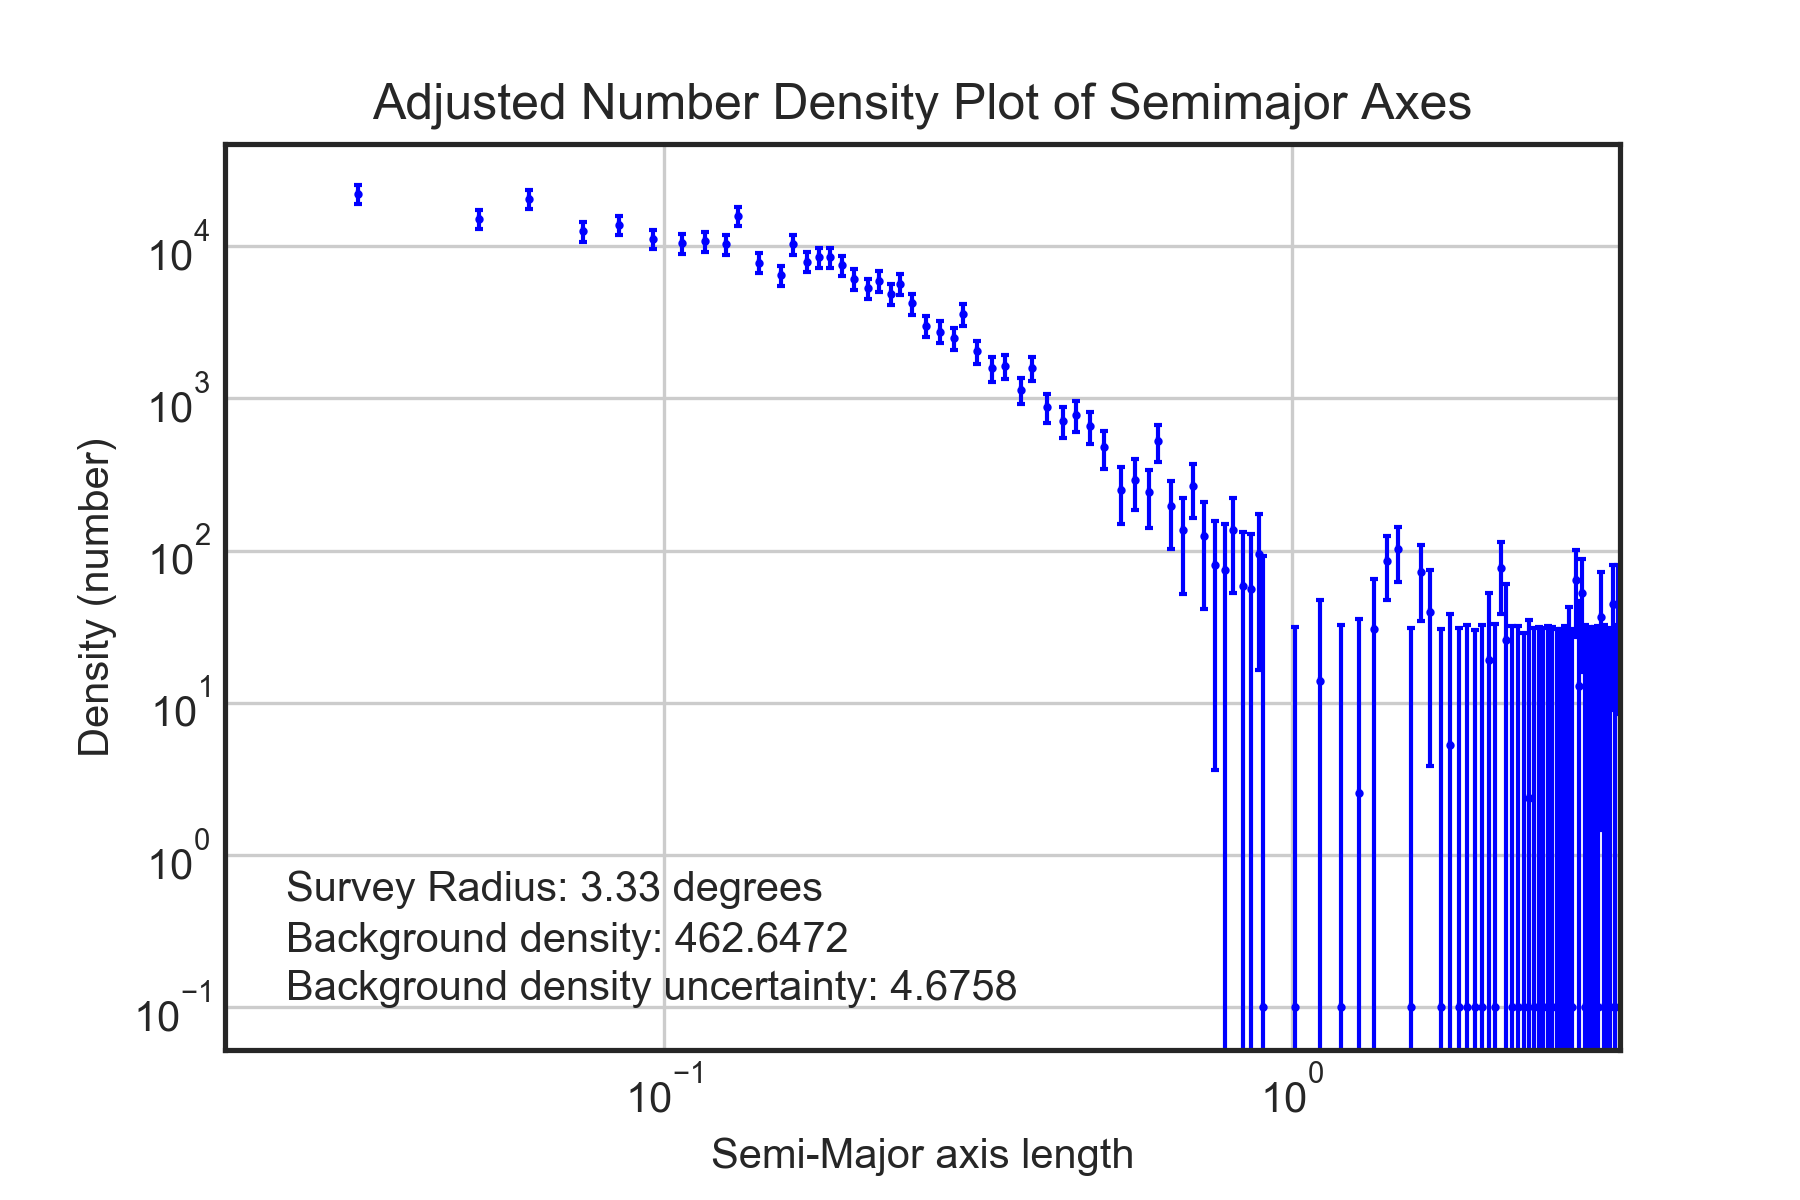 Adjusted Number Density Plot of Semimajor Axes
Density (number)
10^4
10^3
10^2
10^1
10^0
10^−1
Survey Radius: 3.33 degrees
Background density: 462.6472
Background density uncertainty: 4.6758
10^−1
10^0
Semi-Major axis length